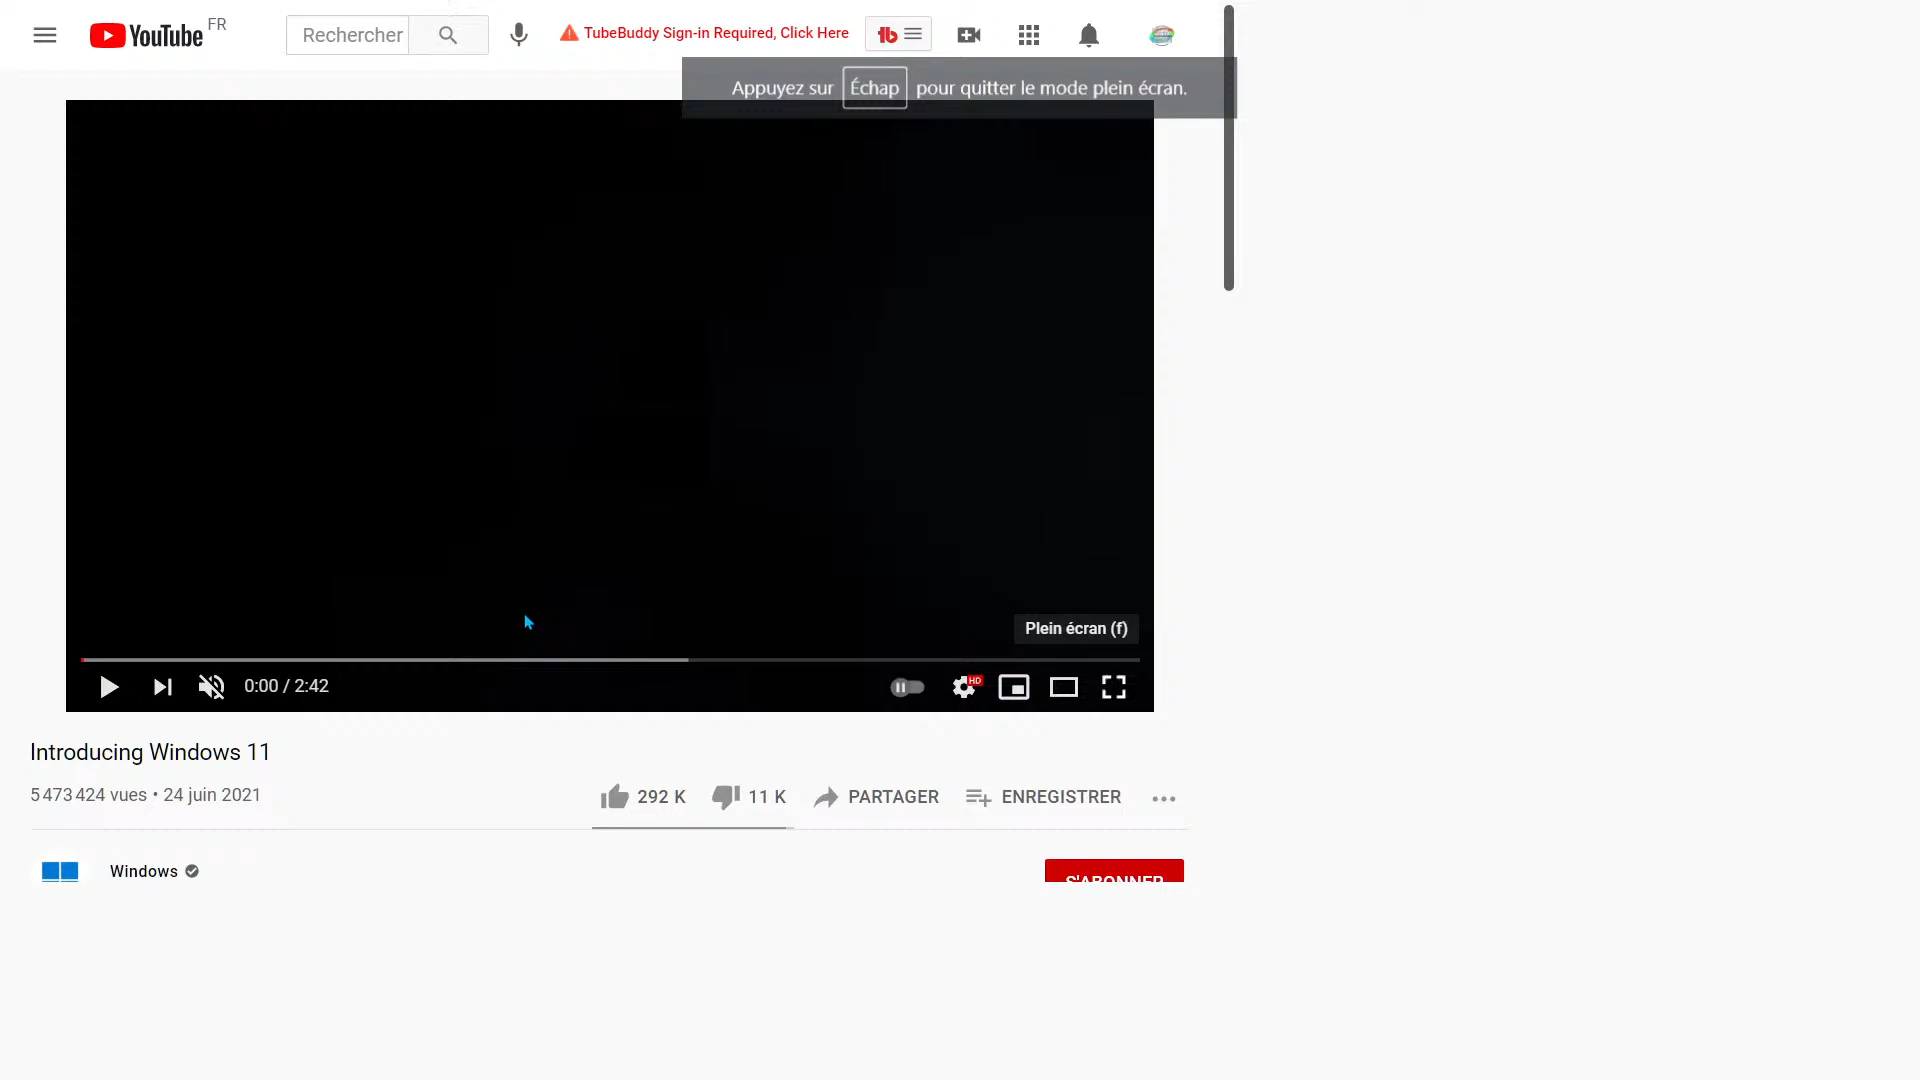 YouTube FR
Rechercher
TubeBuddy Sign-in Required, Click Here
Appuyez sur Échap pour quitter le mode plein écran.
Plein écran (f)
0:00 / 2:42
HD
Introducing Windows 11
5 473 424 vues • 24 juin 2021
292 K
11 K
PARTAGER
ENREGISTRER
Windows
S'ABONNER